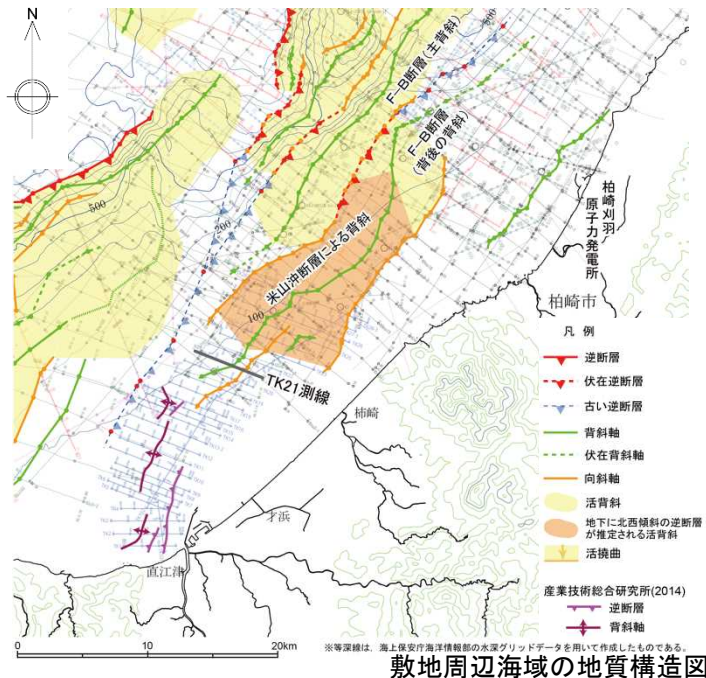 N
F-B断層(主背斜)
F-B断層
(背後の背斜)
米山沖断層による背斜
500
200
100
500
TK21測線
柏崎刈羽
原子力発電所
柏崎市
柿崎
才浜
直江津
凡 例
逆断層
伏在逆断層
古い逆断層
背斜軸
伏在背斜軸
向斜軸
活背斜
地下に北西傾斜の逆断層
が推定される活背斜
活撓曲
産業技術総合研究所(2014)
逆断層
背斜軸
0 10 20km
※等深線は、海上保安庁海洋情報部の水深グリッドデータを用いて作成したものである。
敷地周辺海域の地質構造図